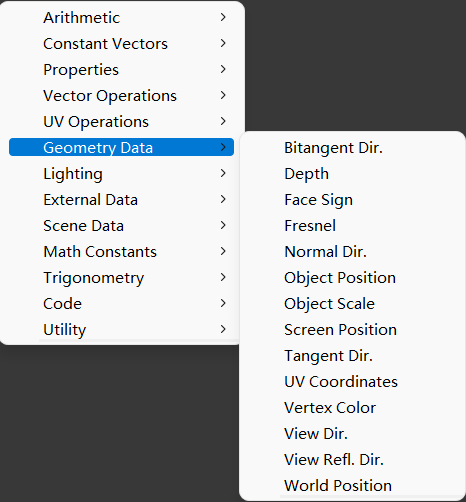 Arithmetic
Constant Vectors
Properties
Vector Operations
UV Operations
Geometry Data
Lighting
External Data
Scene Data
Math Constants
Trigonometry
Code
Utility
Bitangent Dir.
Depth
Face Sign
Fresnel
Normal Dir.
Object Position
Object Scale
Screen Position
Tangent Dir.
UV Coordinates
Vertex Color
View Dir.
View Refl. Dir.
World Position